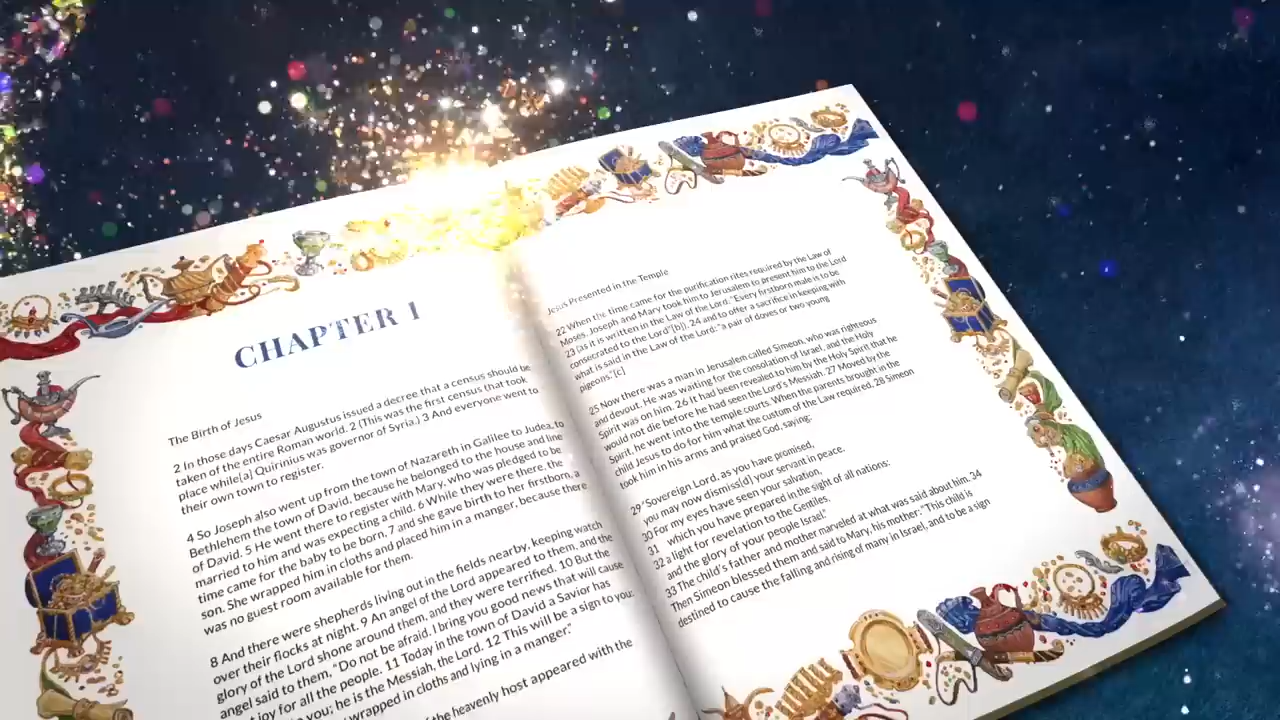 CHAPTER I
The Birth of Jesus
2 In those days Caesar Augustus issued a decree that a census should be
taken of the entire Roman world. 2 (This was the first census that took
place while[a] Quirinius was governor of Syria.) 3 And everyone went to
their own town to register.
4 So Joseph also went up from the town of Nazareth in Galilee to Judea, to
Bethlehem the town of David, because he belonged to the house and line
of David. 5 He went there to register with Mary, who was pledged to be
married to him and was expecting a child. 6 While they were there, the
time came for the baby to be born, 7 and she gave birth to her firstborn, a
son. She wrapped him in cloths and placed him in a manger, because there
was no guest room available for them.
8 And there were shepherds living out in the fields nearby, keeping watch
over their flocks at night. 9 An angel of the Lord appeared to them, and the
glory of the Lord shone around them, and they were terrified. 10 But the
angel said to them, "Do not be afraid. I bring you good news that will cause
joy for all the people. 11 Today in the town of David a Savior has
you; he is the Messiah, the Lord. 12 This will be a sign to you:
wrapped in cloths and lying in a manger."
of the heavenly host appeared with the
Jesus Presented in the Temple
22 When the time came for the purification rites required by the Law of
Moses, Joseph and Mary took him to Jerusalem to present him to the Lord
23 (as it is written in the Law of the Lord, "Every firstborn male is to be
consecrated to the Lord"[b]), 24 and to offer a sacrifice in keeping with
what is said in the Law of the Lord: "a pair of doves or two young
pigeons."[c]
25 Now there was a man in Jerusalem called Simeon, who was righteous
and devout. He was waiting for the consolation of Israel, and the Holy
Spirit was on him. 26 It had been revealed to him by the Holy Spirit that he
would not die before he had seen the Lord's Messiah. 27 Moved by the
Spirit, he went into the temple courts. When the parents brought in the
child Jesus to do for him what the custom of the Law required, 28 Simeon
took him in his arms and praised God, saying:
29 "Sovereign Lord, as you have promised,
you may now dismiss[d] your servant in peace.
30 For my eyes have seen your salvation,
31 which you have prepared in the sight of all nations:
32 a light for revelation to the Gentiles,
and the glory of your people Israel."
33 The child's father and mother marveled at what was said about him. 34
Then Simeon blessed them and said to Mary, his mother: "This child is
destined to cause the falling and rising of many in Israel, and to be a sign